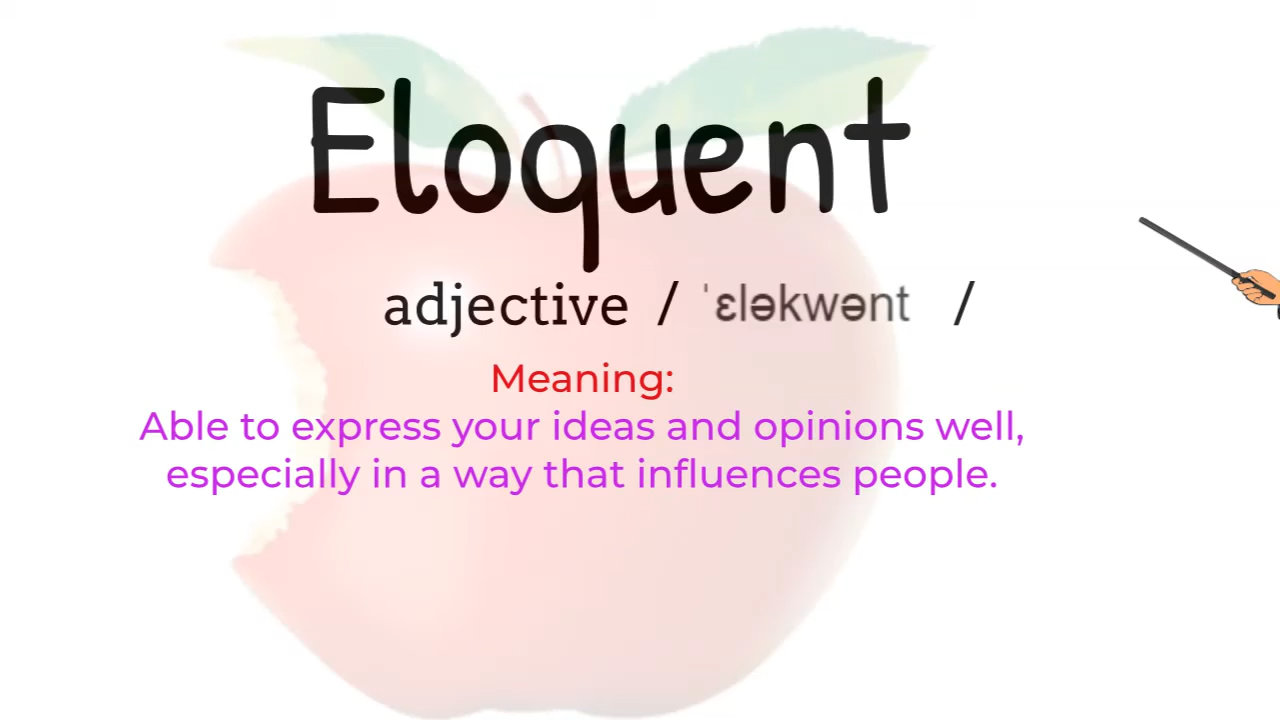 Eloquent
adjective / ˈɛləkwənt /
Meaning:
Able to express your ideas and opinions well,
especially in a way that influences people.